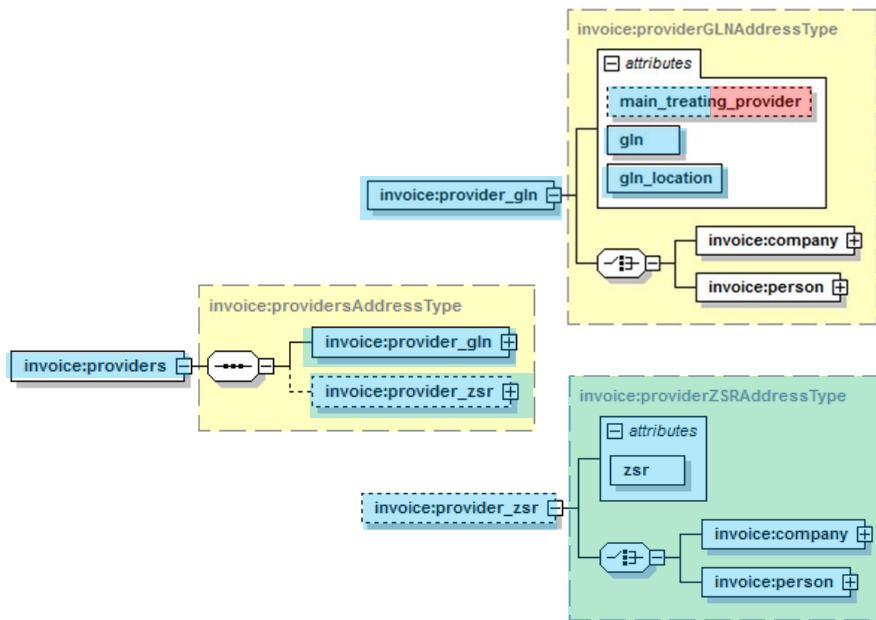 invoice:providerGLNAddressType
attributes
main_treating_provider
gln
gln_location
invoice:provider_gln
invoice:company
invoice:person
invoice:providersAddressType
invoice:provider_gln
invoice:providers
invoice:provider_zsr
invoice:providerZSRAddressType
attributes
zsr
invoice:provider_zsr
invoice:company
invoice:person